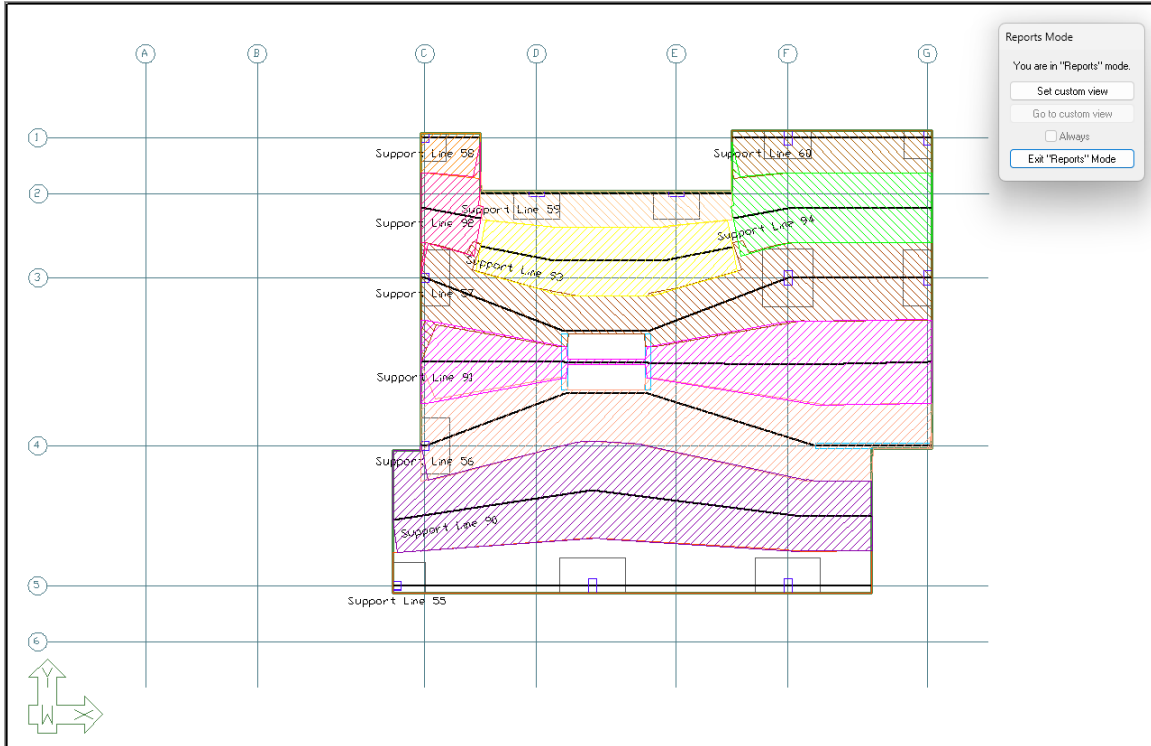 Reports Mode
You are in "Reports" mode.
Set custom view
Go to custom view
Always
Exit "Reports" Mode
A
B
C
D
E
F
G
1
Support Line 58
Support Line 60
2
Support Line 59
Support Line 92
Support Line 94
Support Line 93
3
Support Line 57
Support Line 91
4
Support Line 56
Support Line 90
5
Support Line 55
6
Y
W
X